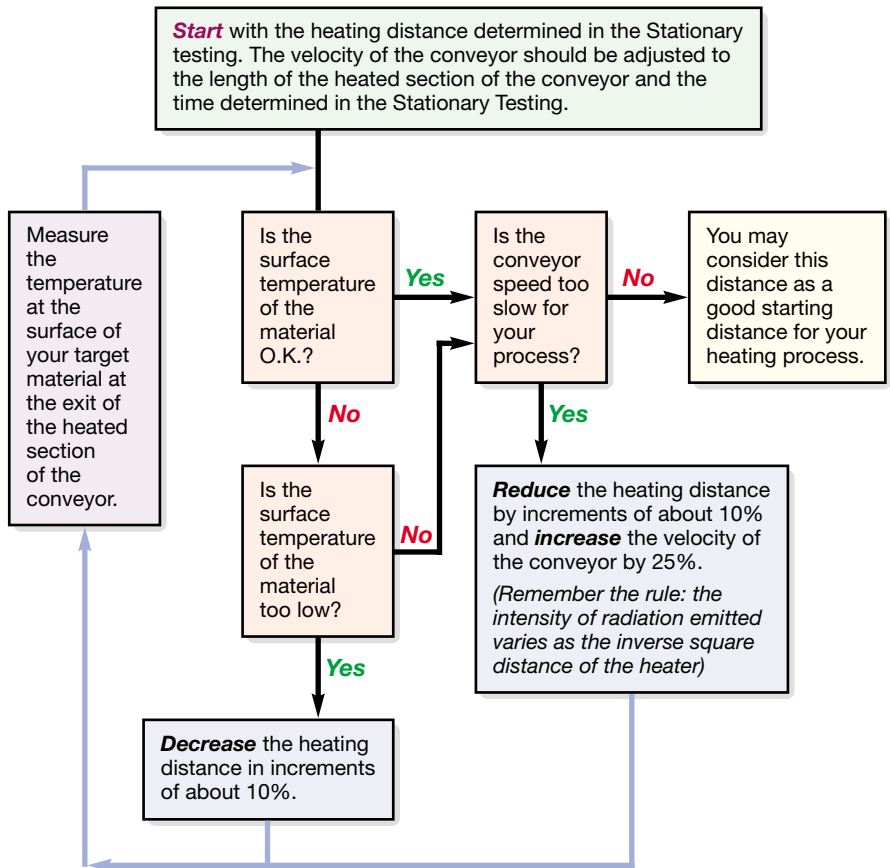 Start with the heating distance determined in the Stationary
testing. The velocity of the conveyor should be adjusted to
the length of the heated section of the conveyor and the
time determined in the Stationary Testing.
Measure
the
temperature
at the
surface of
your target
material at
the exit of
the heated
section
of the
conveyor.
Is the
surface
temperature
of the
material
O.K.?
Yes
Is the
conveyor
speed too
slow for
your
process?
No
You may
consider this
distance as a
good starting
distance for your
heating process.
No
Yes
Is the
surface
temperature
of the
material
too low?
No
Reduce the heating distance
by increments of about 10%
and increase the velocity of
the conveyor by 25%.
(Remember the rule: the
intensity of radiation emitted
varies as the inverse square
distance of the heater)
Yes
Decrease the heating
distance in increments
of about 10%.